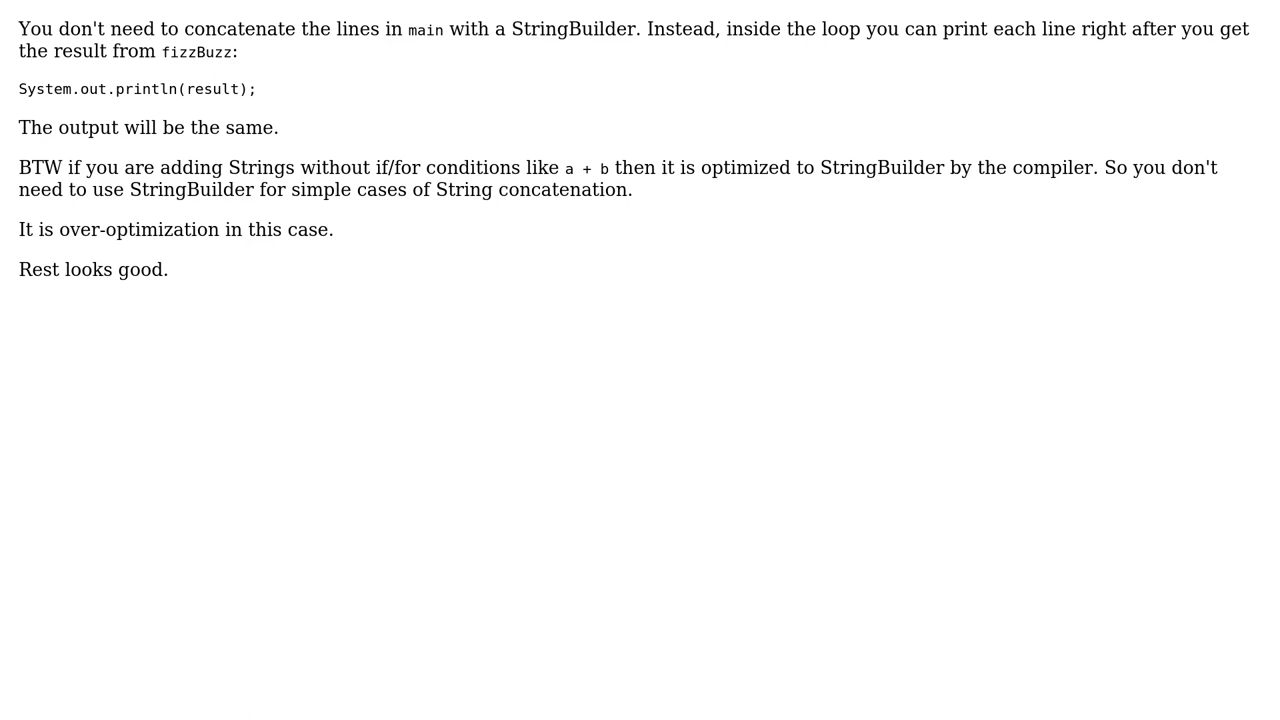 You don't need to concatenate the lines in main with a StringBuilder. Instead, inside the loop you can print each line right after you get
the result from fizzBuzz:
System.out.println(result);
The output will be the same.
BTW if you are adding Strings without if/for conditions like a + b then it is optimized to StringBuilder by the compiler. So you don't
need to use StringBuilder for simple cases of String concatenation.
It is over-optimization in this case.
Rest looks good.